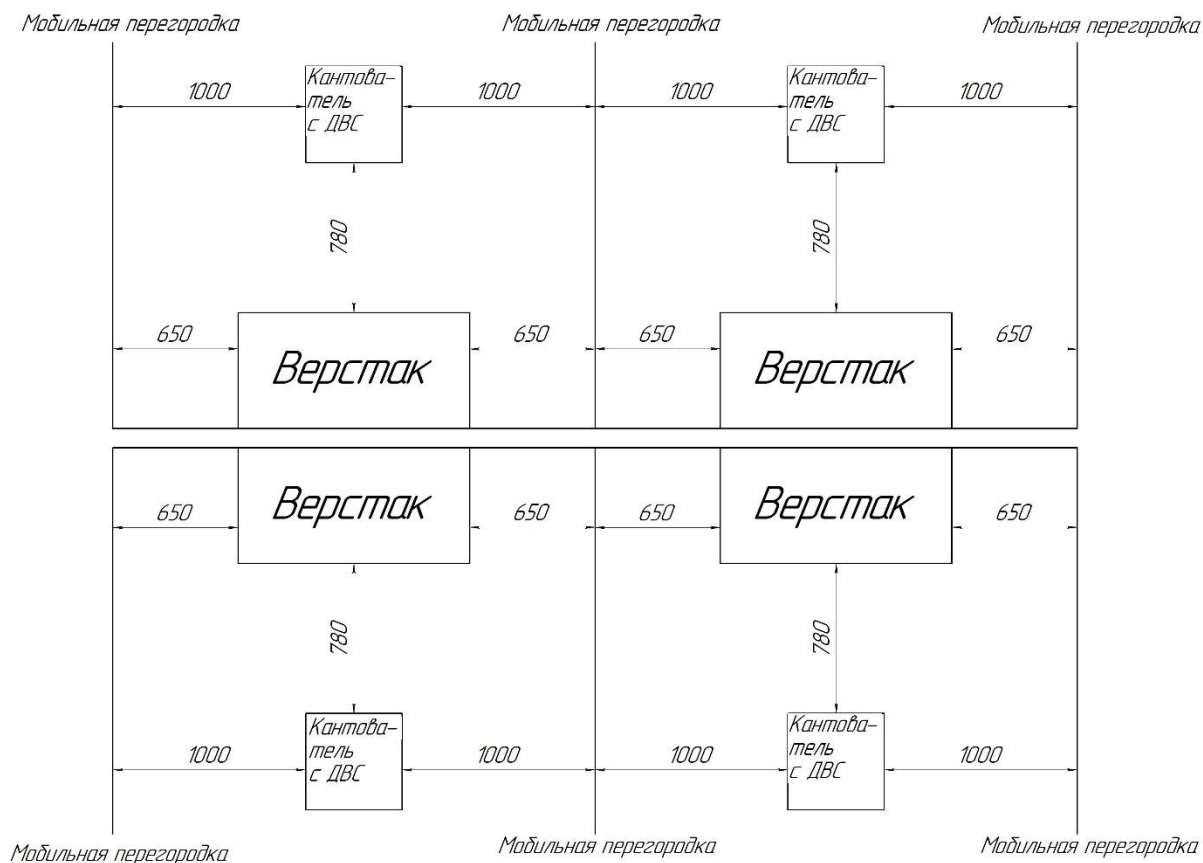 Мобильная перегородка Мобильная перегородка Мобильная перегородка
1000 Кантова- 1000 1000 Кантова- 1000
тель тель
с ДВС с ДВС
780 780
650 650 650 650
Верстак Верстак
Верстак Верстак
650 650 650 650
780 780
Кантова- Кантова-
тель тель
1000 с ДВС 1000 1000 с ДВС 1000
Мобильная перегородка Мобильная перегородка Мобильная перегородка